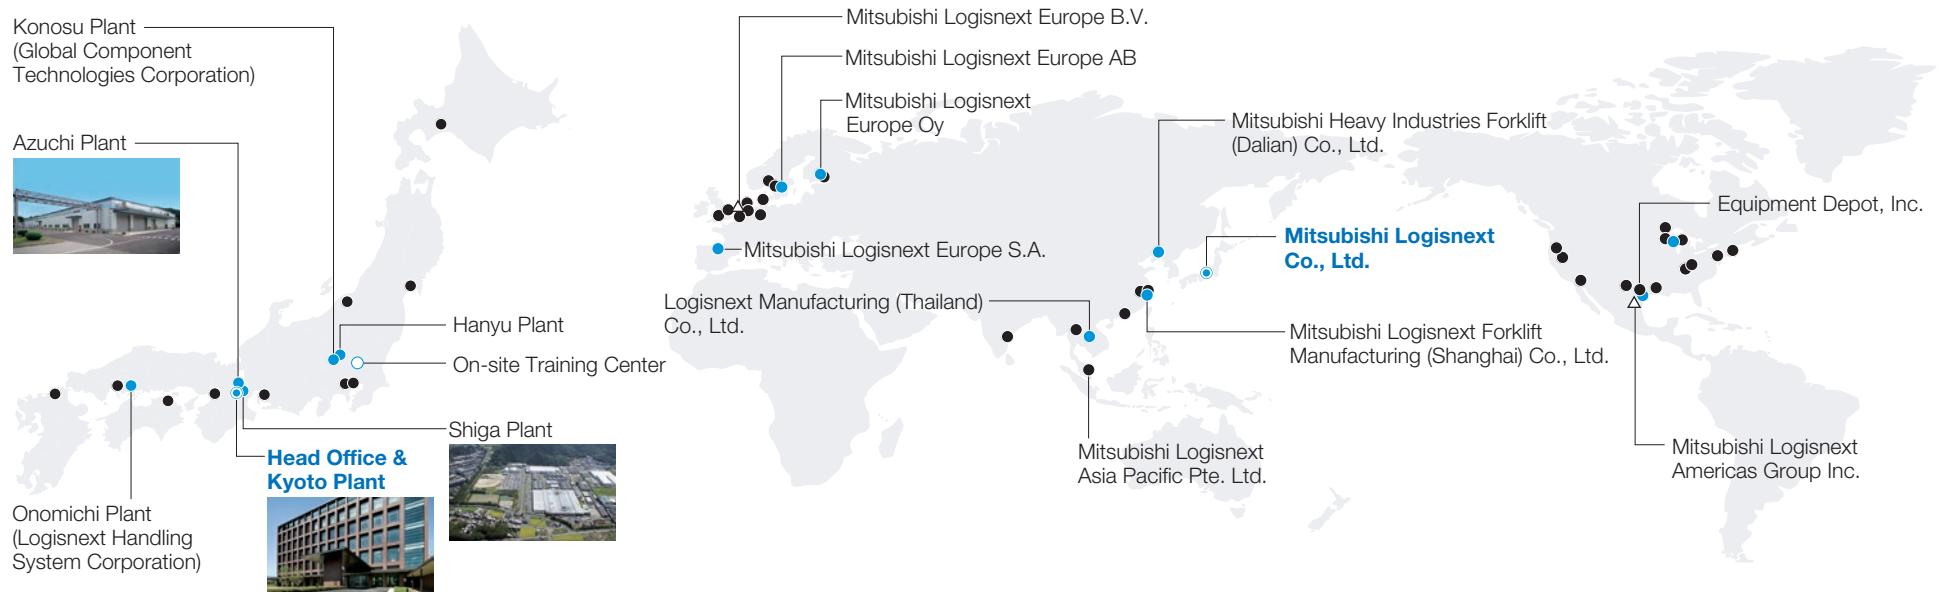 Konosu Plant
(Global Component
Technologies Corporation)
Azuchi Plant
Hanyu Plant
On-site Training Center
Shiga Plant
Head Office &
Kyoto Plant
Onomichi Plant
(Logisnext Handling
System Corporation)
Mitsubishi Logisnext Europe B.V.
Mitsubishi Logisnext Europe AB
Mitsubishi Logisnext
Europe Oy
Mitsubishi Logisnext Europe S.A.
Mitsubishi Heavy Industries Forklift
(Dalian) Co., Ltd.
Mitsubishi Logisnext
Co., Ltd.
Logisnext Manufacturing (Thailand)
Co., Ltd.
Mitsubishi Logisnext Forklift
Manufacturing (Shanghai) Co., Ltd.
Mitsubishi Logisnext
Asia Pacific Pte. Ltd.
Equipment Depot, Inc.
Mitsubishi Logisnext
Americas Group Inc.